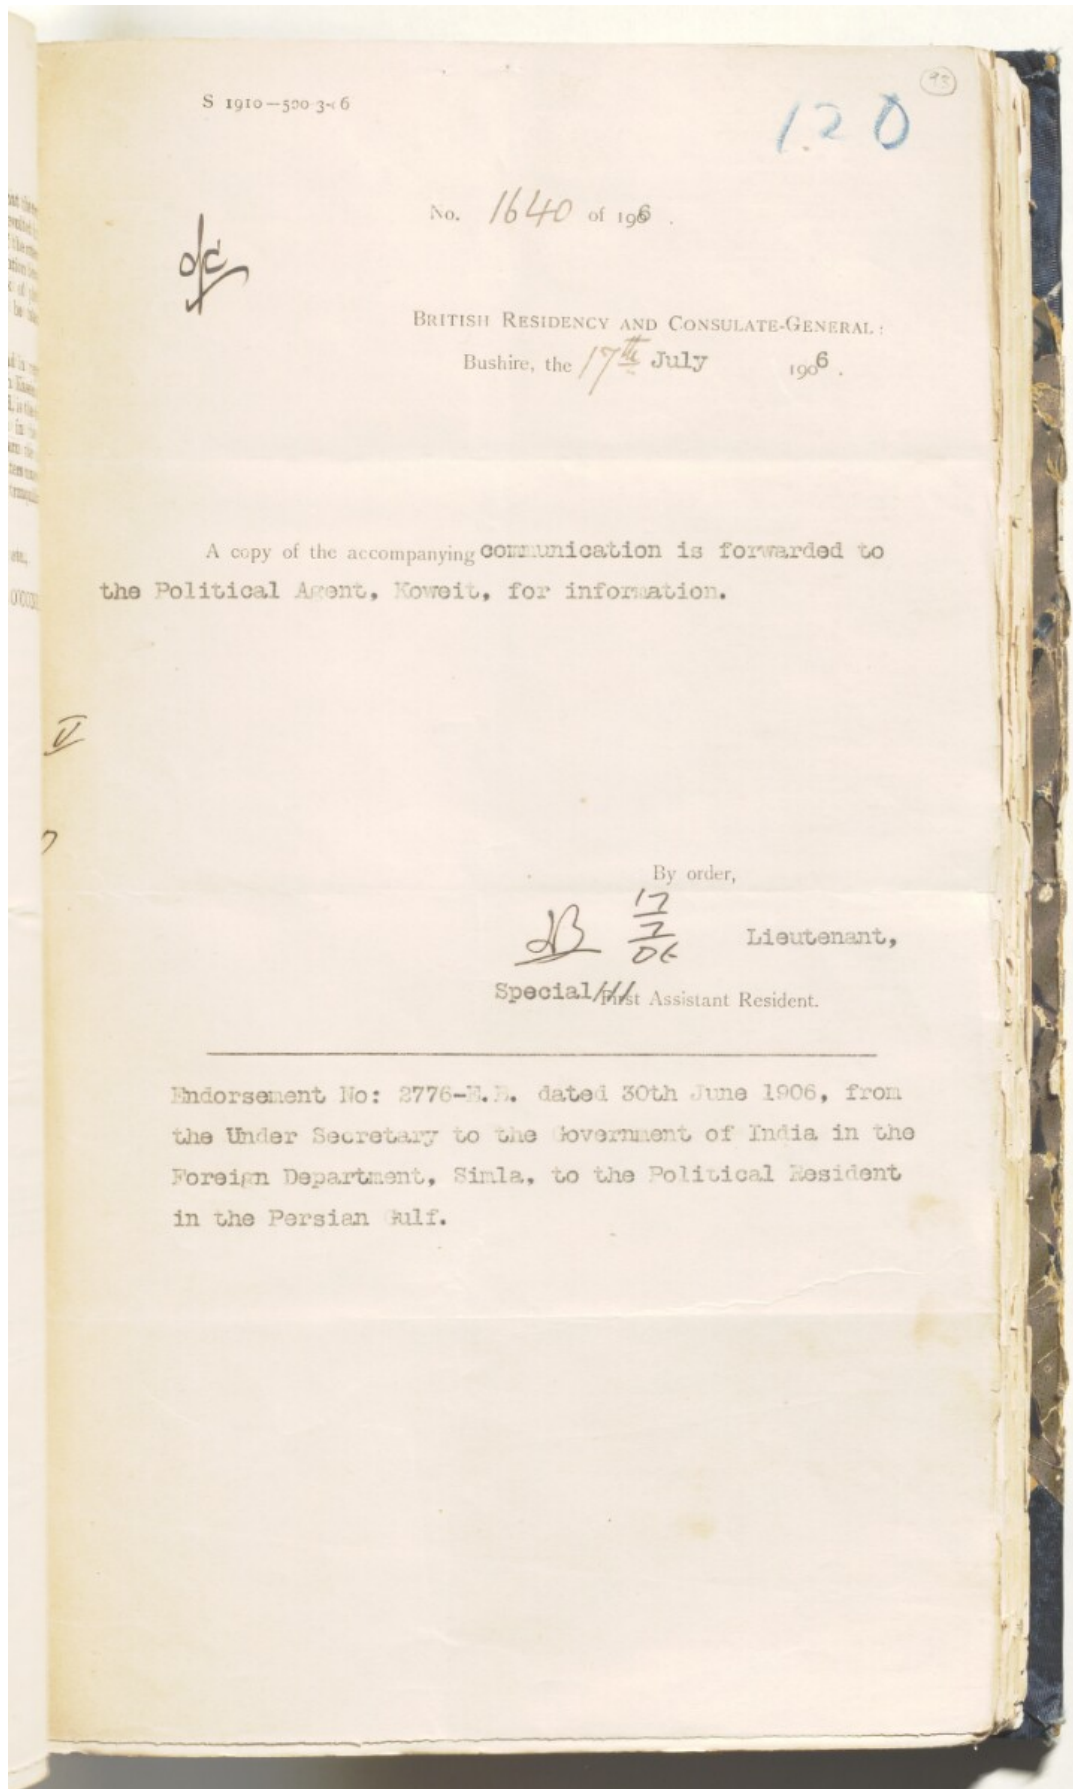 93
S 1910—500-3-06
120
No. 1640 of 1906.
BRITISH RESIDENCY AND CONSULATE-GENERAL:
Bushire, the 17th July 1906.
A copy of the accompanying communication is forwarded to
the Political Agent, Koweit, for information.
By order,
17
7
06
Lieutenant,
Special First Assistant Resident.
Endorsement No: 2776-E.B. dated 30th June 1906, from
the Under Secretary to the Government of India in the
Foreign Department, Simla, to the Political Resident
in the Persian Gulf.